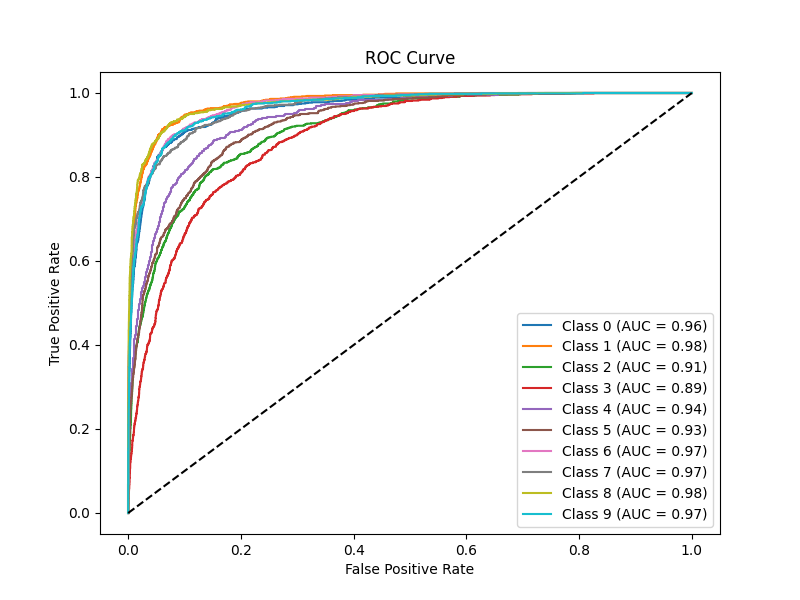 ROC Curve
True Positive Rate
1.0
0.8
0.6
0.4
0.2
0.0
0.0 0.2 0.4 0.6 0.8 1.0
False Positive Rate
Class 0 (AUC = 0.96)
Class 1 (AUC = 0.98)
Class 2 (AUC = 0.91)
Class 3 (AUC = 0.89)
Class 4 (AUC = 0.94)
Class 5 (AUC = 0.93)
Class 6 (AUC = 0.97)
Class 7 (AUC = 0.97)
Class 8 (AUC = 0.98)
Class 9 (AUC = 0.97)